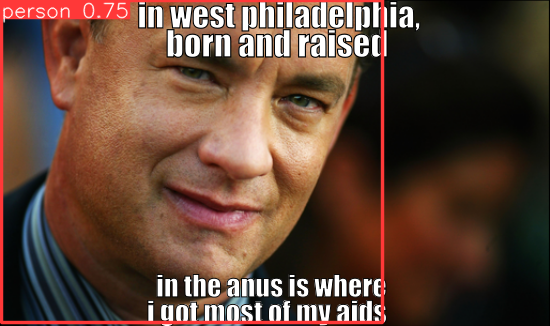 person 0.75
in west philadelphia,
born and raised
in the anus is where
i got most of my aids